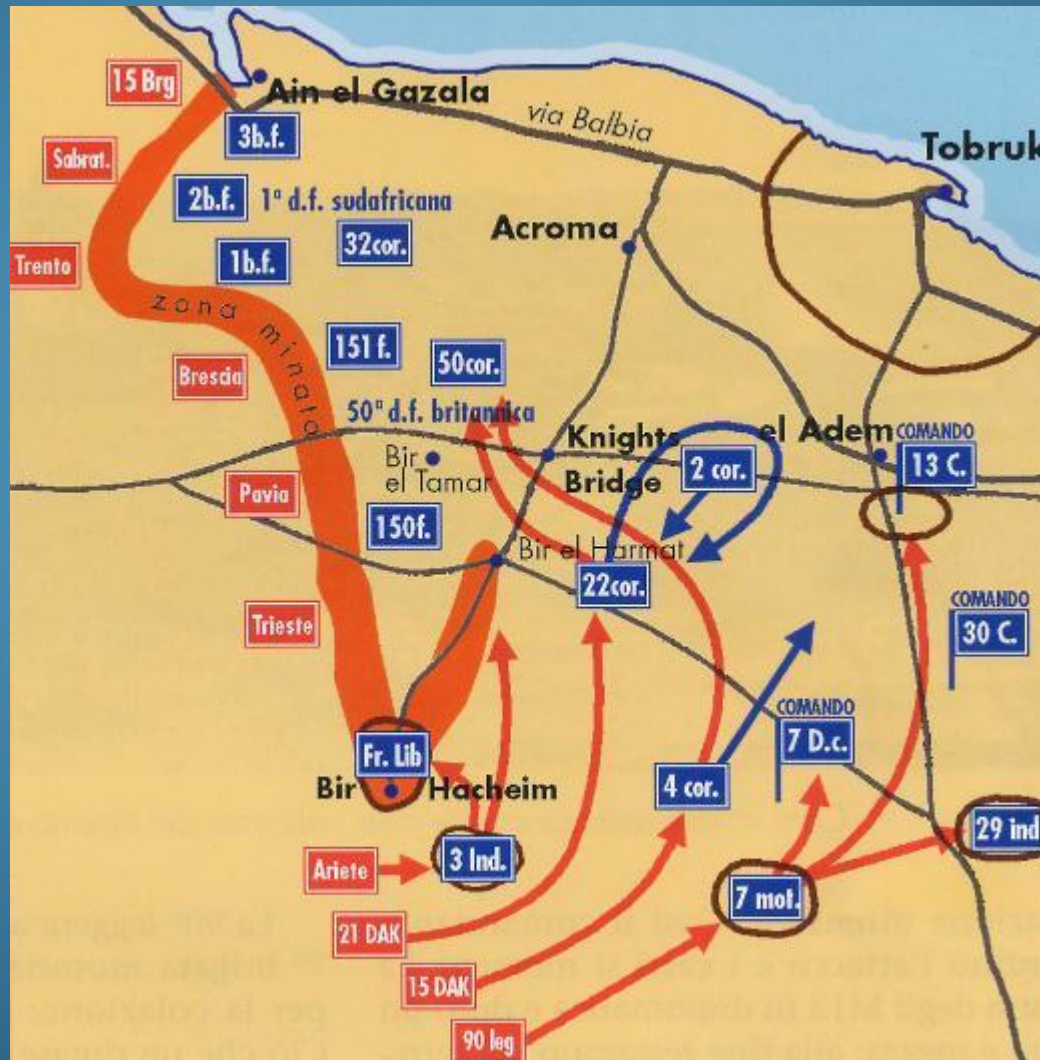 15 Brg
Ain el Gazala
3b.f.
via Balbia
Tobruk
Sabrat.
2b.f.
1ª d.f. sudafricana
32cor.
Acroma
Trento
1b.f.
zona minata
151 f.
50cor.
Brescia
50ª d.f. britannica
Knights
Bridge
el Adem
COMANDO
13 C.
Bir
el Tamar
2 cor.
Pavia
150f.
Bir el Harmat
22cor.
COMANDO
30 C.
Trieste
COMANDO
7 D.c.
Fr. Lib
Bir Hacheim
4 cor.
29 ind
Ariete
3 Ind.
7 mot.
21 DAK
15 DAK
90 leg